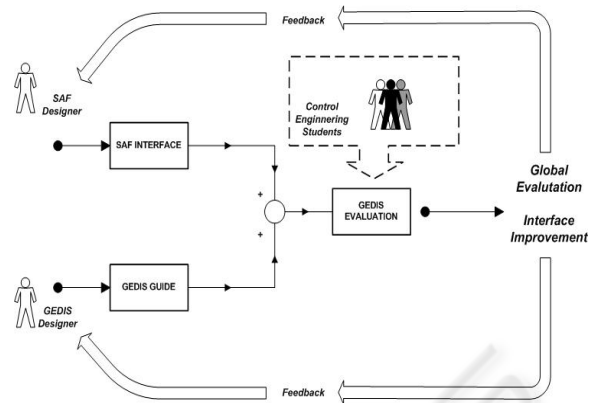 Feedback
SAF
Designer
SAF INTERFACE
Control
Enginnering
Students
+
+
GEDIS
EVALUATION
Global
Evalutation
Interface
Improvement
GEDIS GUIDE
GEDIS
Designer
Feedback